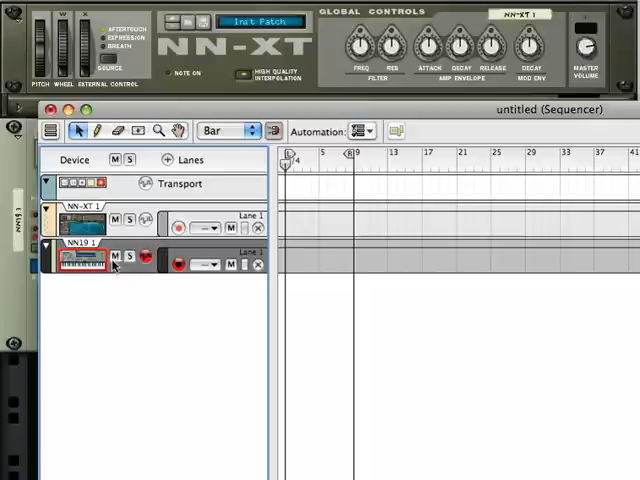 GLOBAL CONTROLS
NN-XT 1
Init Patch
W X
AFTERTOUCH
EXPRESSION
BREATH
NN-XT
SOURCE
PITCH WHEEL EXTERNAL CONTROL
NOTE ON
HIGH QUALITY
INTERPOLATION
FREQ RES ATTACK DECAY RELEASE DECAY
FILTER AMP ENVELOPE MOD ENV
MASTER
VOLUME
untitled (Sequencer)
Bar
Automation:
Device M S Lanes
L R
4 5 9 13 17 21 25 29 33 37 41
Transport
NN-XT 1
M S
Lane 1
M
NN19 1
M S
Lane 1
M
NN-XT 1